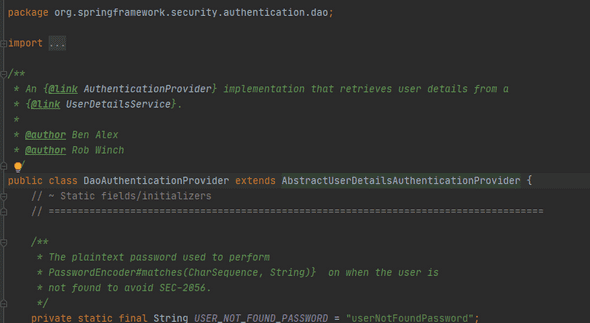 package org.springframework.security.authentication.dao;
import ...
/**
* An {@link AuthenticationProvider} implementation that retrieves user details from a
* {@link UserDetailsService}.
*
* @author Ben Alex
* @author Rob Winch
*/
public class DaoAuthenticationProvider extends AbstractUserDetailsAuthenticationProvider {
// ~ Static fields/initializers
// =====================================================================================
/**
* The plaintext password used to perform
* PasswordEncoder#matches(CharSequence, String)}  on when the user is
* not found to avoid SEC-2056.
*/
private static final String USER_NOT_FOUND_PASSWORD = "userNotFoundPassword";